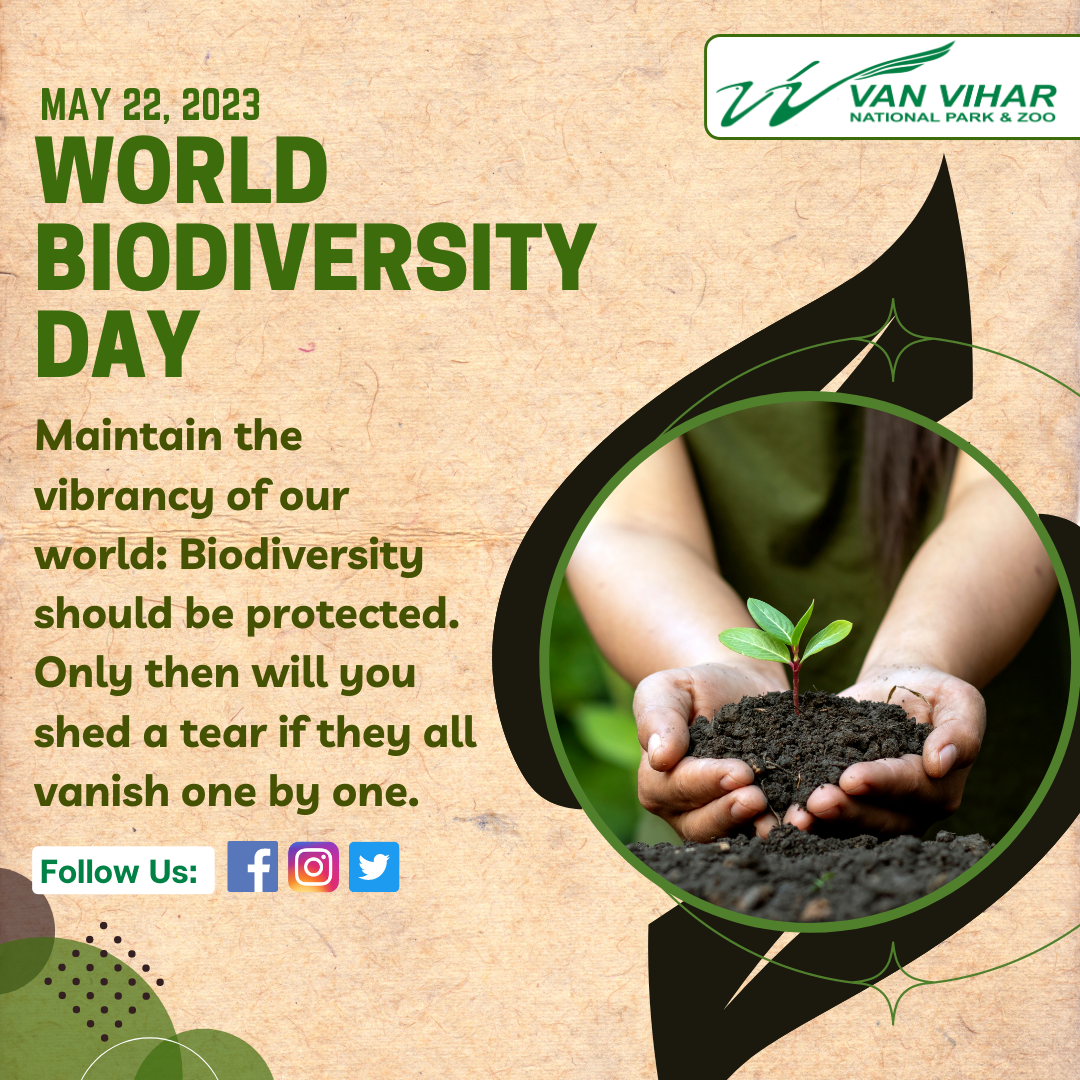 MAY 22, 2023
WORLD
BIODIVERSITY
DAY
VAN VIHAR
NATIONAL PARK & ZOO
Maintain the
vibrancy of our
world: Biodiversity
should be protected.
Only then will you
shed a tear if they all
vanish one by one.
Follow Us: